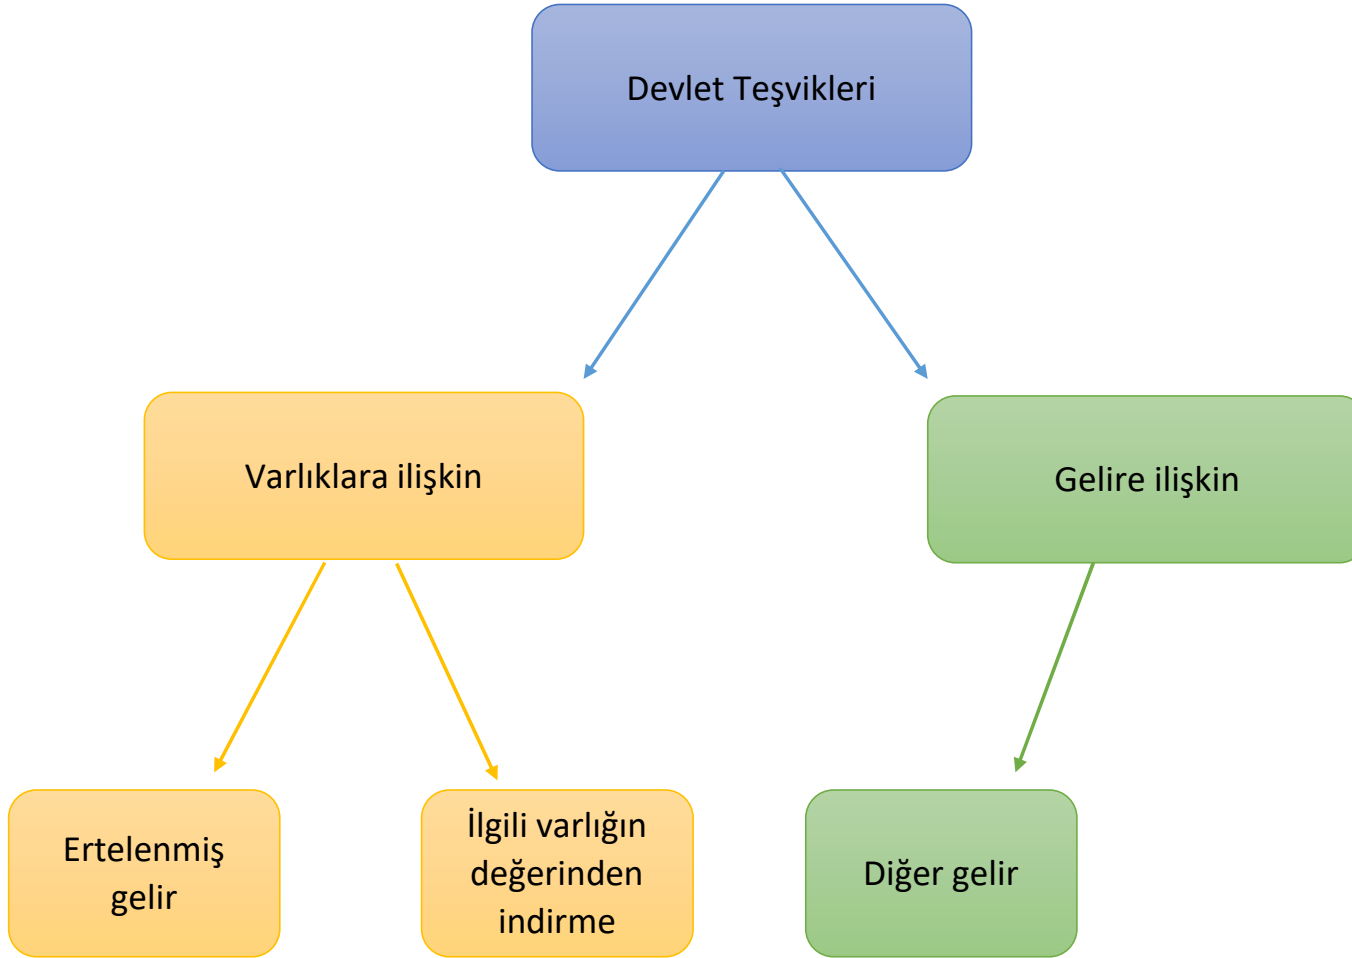 Devlet Teşvikleri
Varlıklara ilişkin
Gelire ilişkin
Ertelenmiş
gelir
İlgili varlığın
değerinden
indirme
Diğer gelir